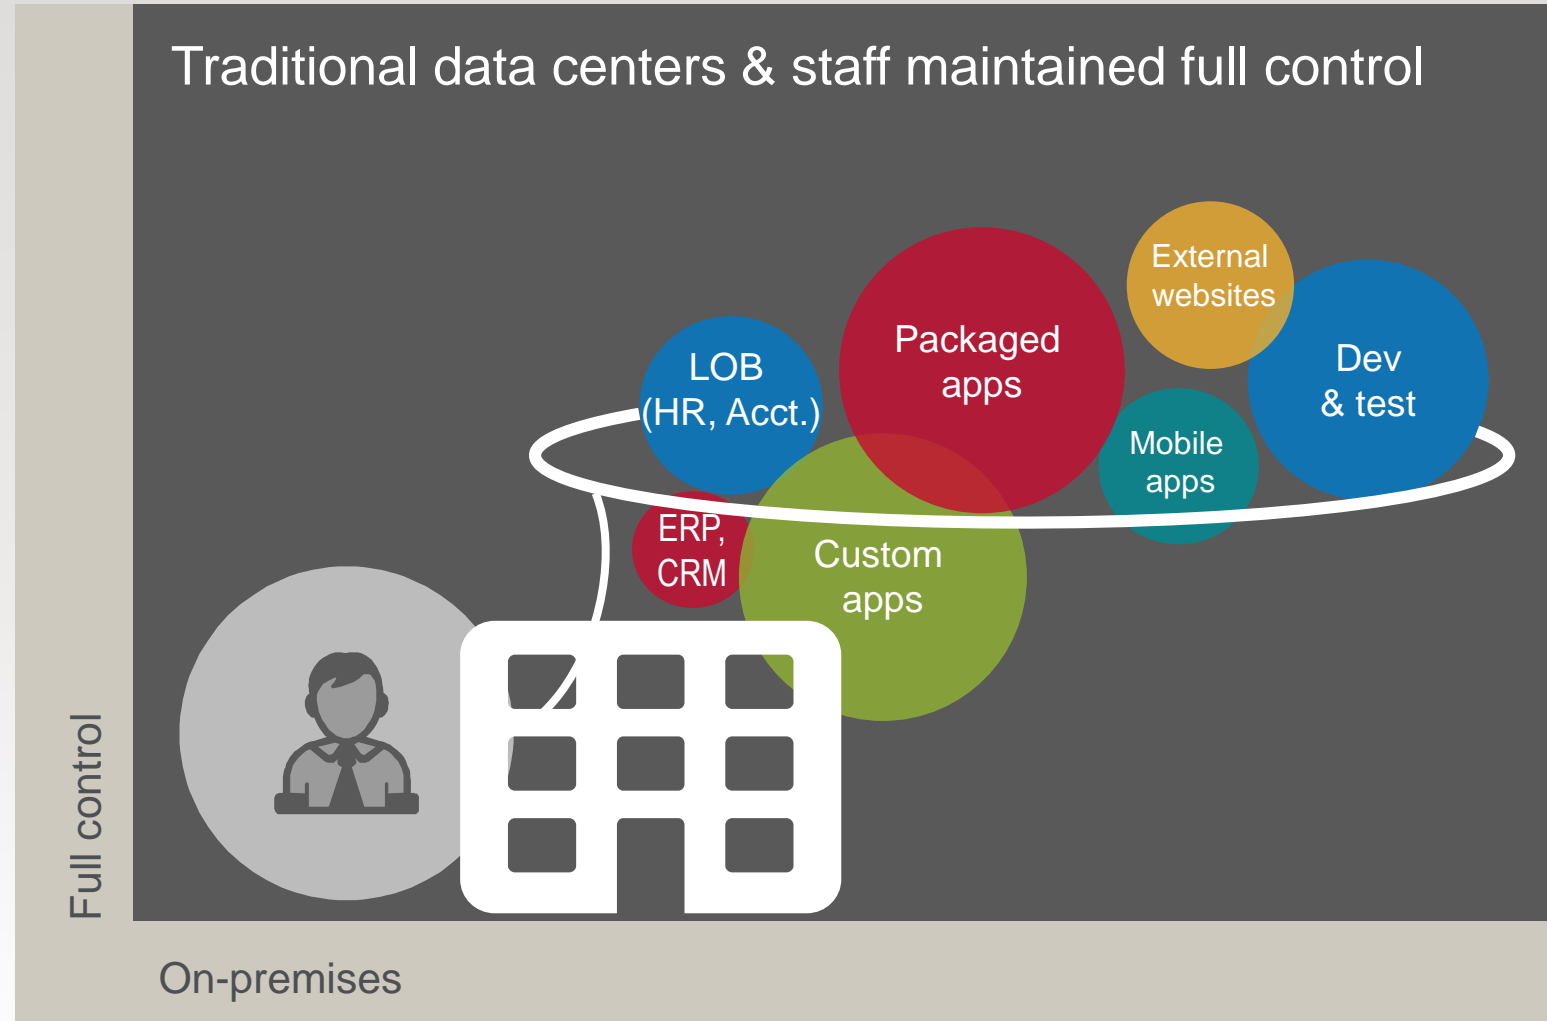 Traditional data centers & staff maintained full control
External
websites
Packaged
apps
Dev
& test
LOB
(HR, Acct.)
Mobile
apps
ERP,
CRM
Custom
apps
Full control
On-premises